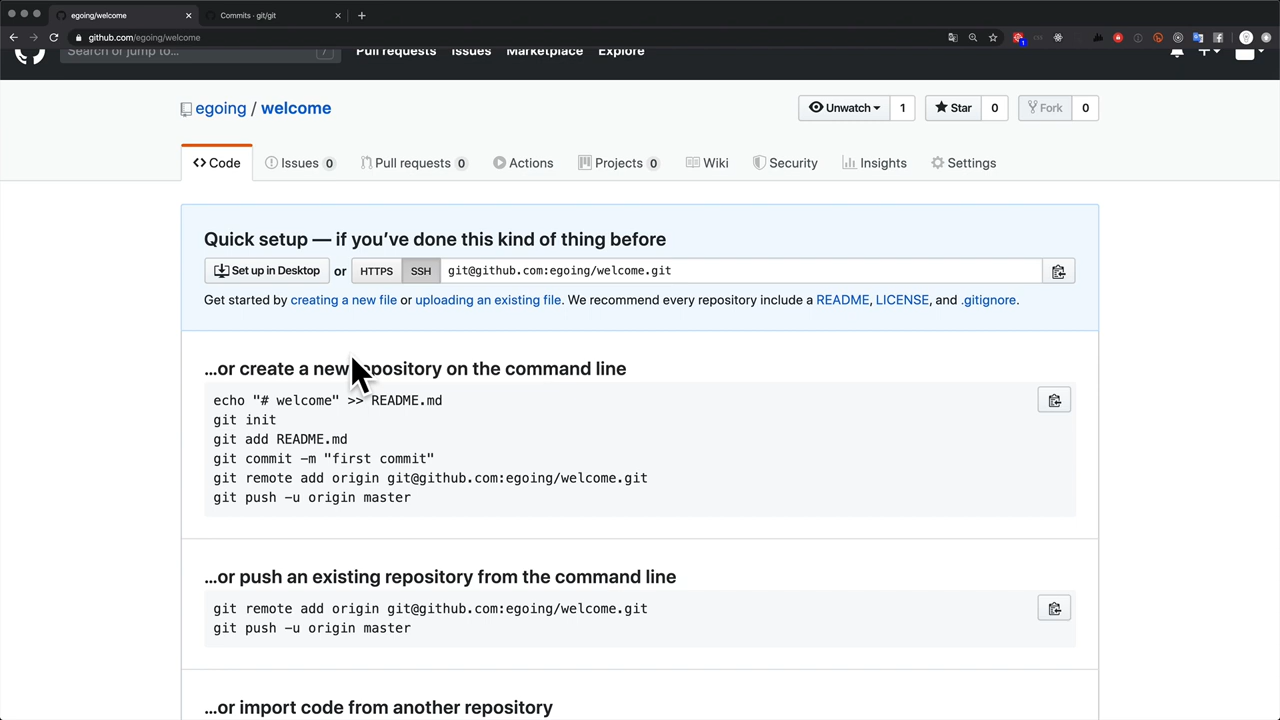 egoing/welcome
Commits · git/git
github.com/egoing/welcome
Search or jump to...
/
Pull requests Issues Marketplace Explore
egoing / welcome
Unwatch 1 Star 0 Fork 0
Code Issues 0 Pull requests 0 Actions Projects 0 Wiki Security Insights Settings
Quick setup — if you’ve done this kind of thing before
Set up in Desktop or HTTPS SSH git@github.com:egoing/welcome.git
Get started by creating a new file or uploading an existing file. We recommend every repository include a README, LICENSE, and .gitignore.
…or create a new repository on the command line
echo "# welcome" >> README.md
git init
git add README.md
git commit -m "first commit"
git remote add origin git@github.com:egoing/welcome.git
git push -u origin master
…or push an existing repository from the command line
git remote add origin git@github.com:egoing/welcome.git
git push -u origin master
…or import code from another repository